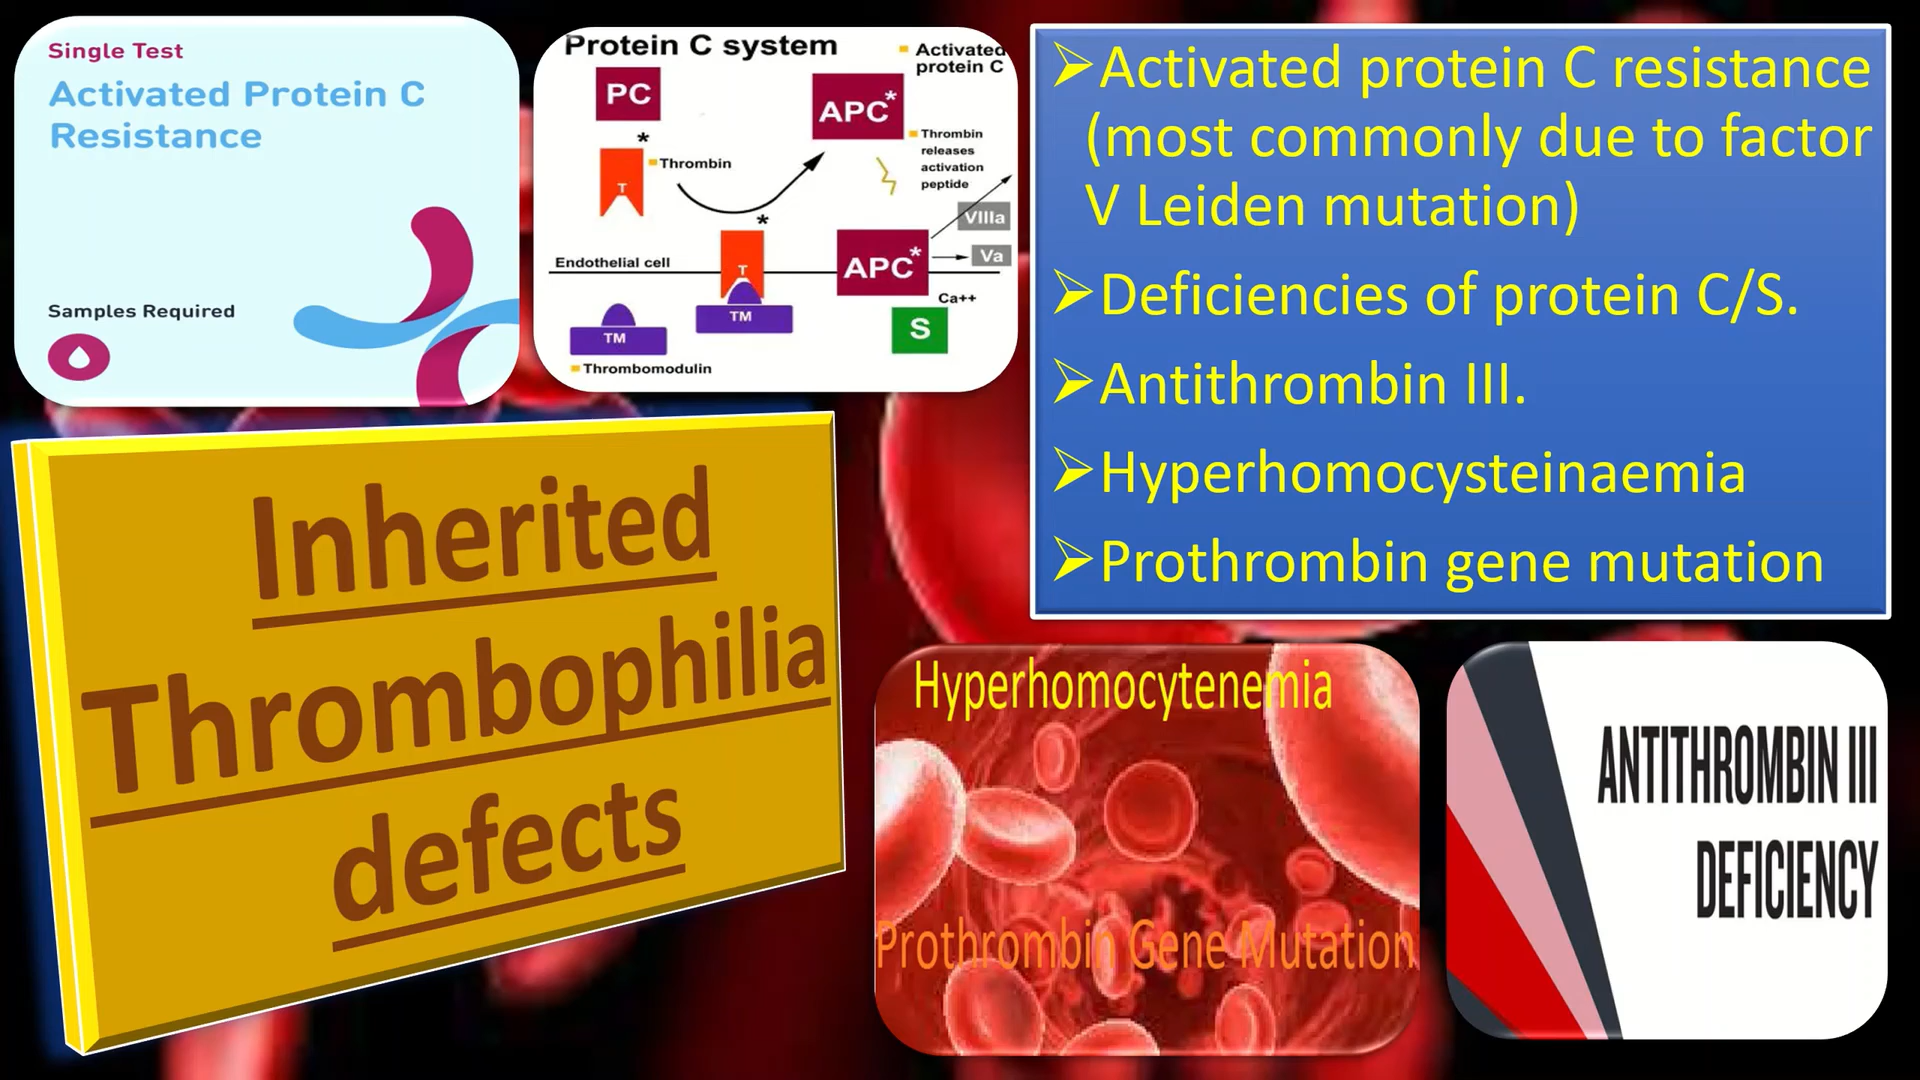 Single Test
Activated Protein C
Resistance
Samples Required
Protein C system
Activated
protein C
PC
APC*
*
Thrombin
T
Thrombin
releases
activation
peptide
*
VIIIa
Endothelial cell
T
APC*
Va
Ca++
TM
TM
S
Thrombomodulin
➢Activated protein C resistance
(most commonly due to factor
V Leiden mutation)
➢Deficiencies of protein C/S.
➢Antithrombin III.
➢Hyperhomocysteinaemia
➢Prothrombin gene mutation
Inherited
Thrombophilia
defects
Hyperhomocytenemia
Prothrombin Gene Mutation
ANTITHROMBIN III
DEFICIENCY